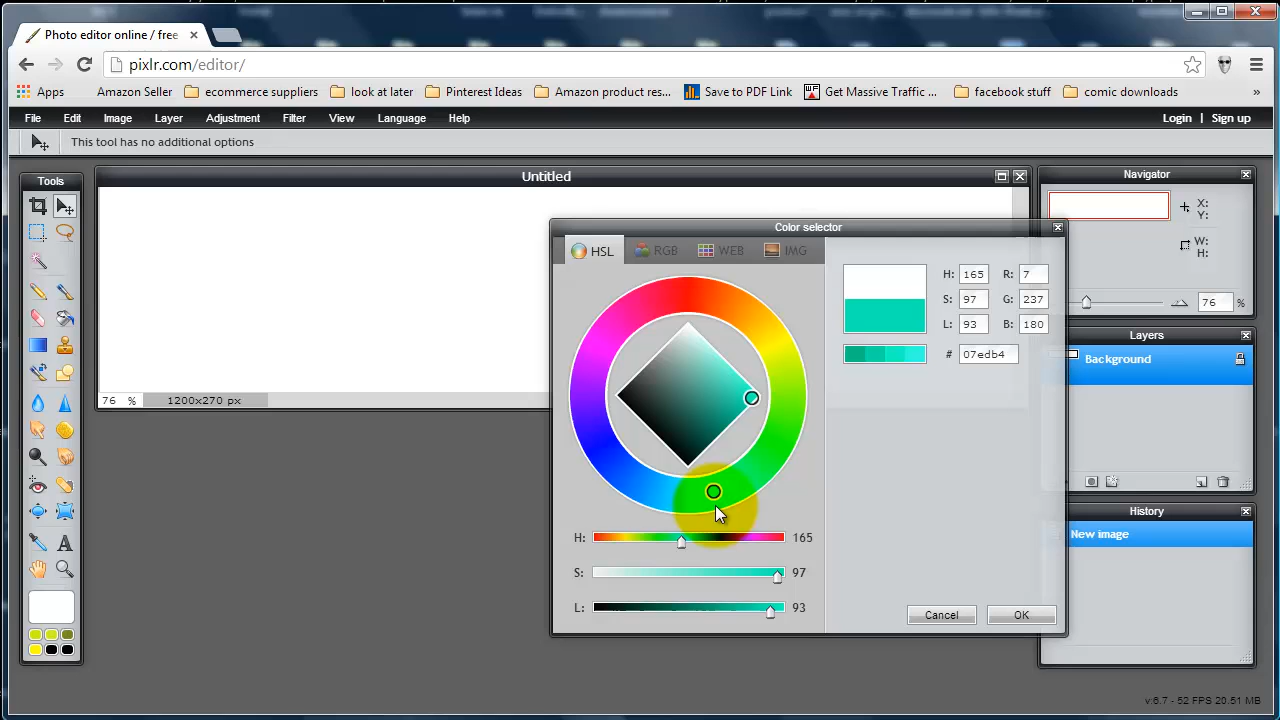 Photo editor online / free
pixlr.com/editor/
Apps
Amazon Seller
ecommerce suppliers
look at later
Pinterest Ideas
Amazon product res...
Save to PDF Link
Get Massive Traffic ...
facebook stuff
comic downloads
File Edit Image Layer Adjustment Filter View Language Help
Login | Sign up
This tool has no additional options
Tools
Untitled
Navigator
Color selector
HSL RGB WEB IMG
X:
Y:
W:
H:
H: 165 R: 7
S: 97 G: 237
L: 93 B: 180
# 07edb4
76 %
Layers
Background
76 % 1200x270 px
History
New image
H: 165
S: 97
L: 93
Cancel OK
v:6.7 - 52 FPS 20.51 MB